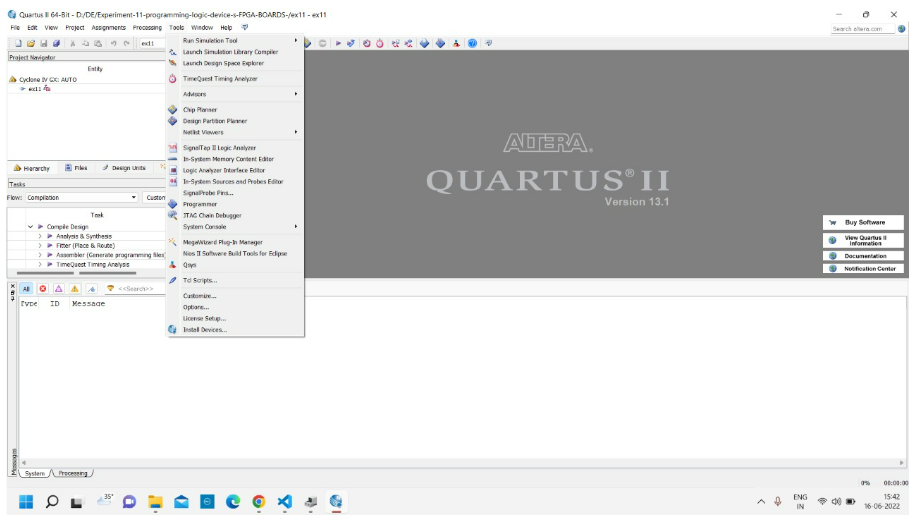 Quartus II 64-Bit - D:/DE/Experiment-11-programming-logic-device-s-FPGA-BOARDS-/ex11 - ex11
File Edit View Project Assignments Processing Tools Window Help
Search altera.com
ex11
Project Navigator
Entity
Cyclone IV GX: AUTO
ex11
Hierarchy Files Design Units
Tasks
Flow: Compilation Custom
Task
Compile Design
Analysis & Synthesis
Fitter (Place & Route)
Assembler (Generate programming files)
TimeQuest Timing Analysis
Run Simulation Tool
Launch Simulation Library Compiler
Launch Design Space Explorer
TimeQuest Timing Analyzer
Advisors
Chip Planner
Design Partition Planner
Netlist Viewers
SignalTap II Logic Analyzer
In-System Memory Content Editor
Logic Analyzer Interface Editor
In-System Sources and Probes Editor
SignalProbe Pins...
Programmer
JTAG Chain Debugger
System Console
MegaWizard Plug-In Manager
Nios II Software Build Tools for Eclipse
Qsys
Tcl Scripts...
Customize...
Options...
License Setup...
Install Devices...
ALTERA.
QUARTUS® II
Version 13.1
Buy Software
View Quartus II
Information
Documentation
Notification Center
All <<Search>>
Type ID Message
Messages
System Processing
0% 00:00:00
35°
ENG
IN
15:42
16-06-2022